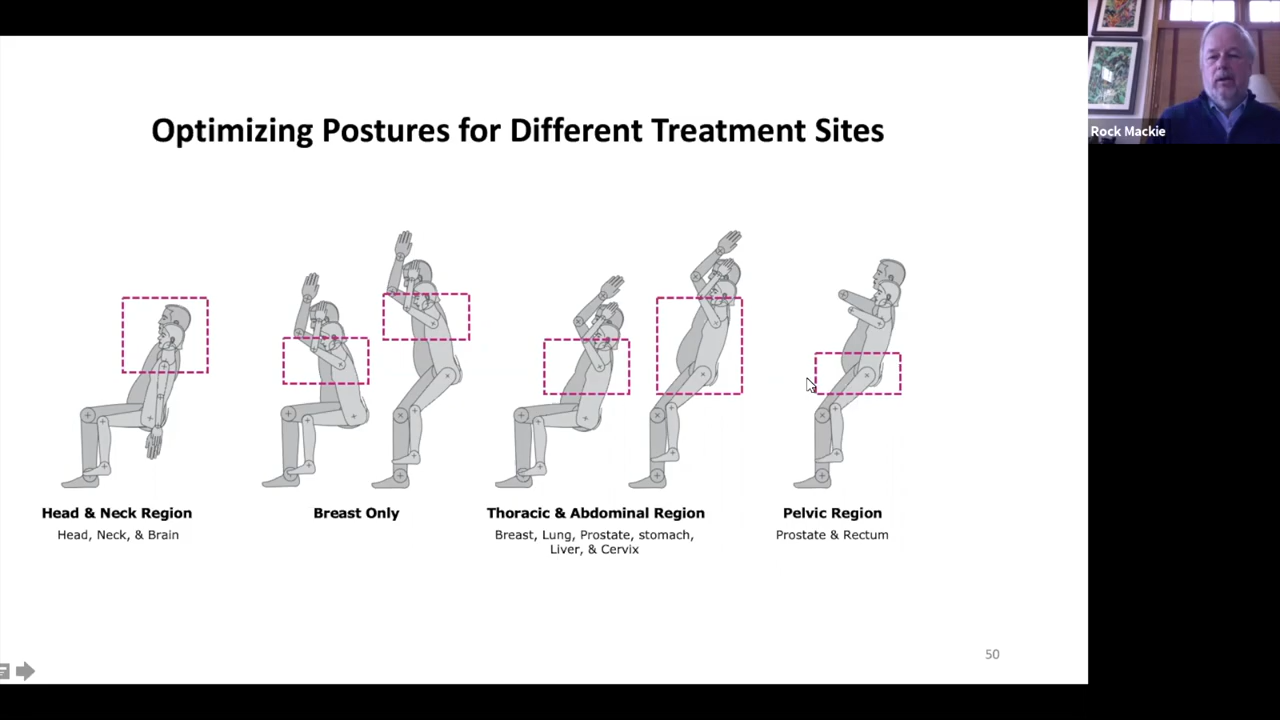 Optimizing Postures for Different Treatment Sites
Rock Mackie
Head & Neck Region
Head, Neck, & Brain
Breast Only
Thoracic & Abdominal Region
Breast, Lung, Prostate, stomach,
Liver, & Cervix
Pelvic Region
Prostate & Rectum
50